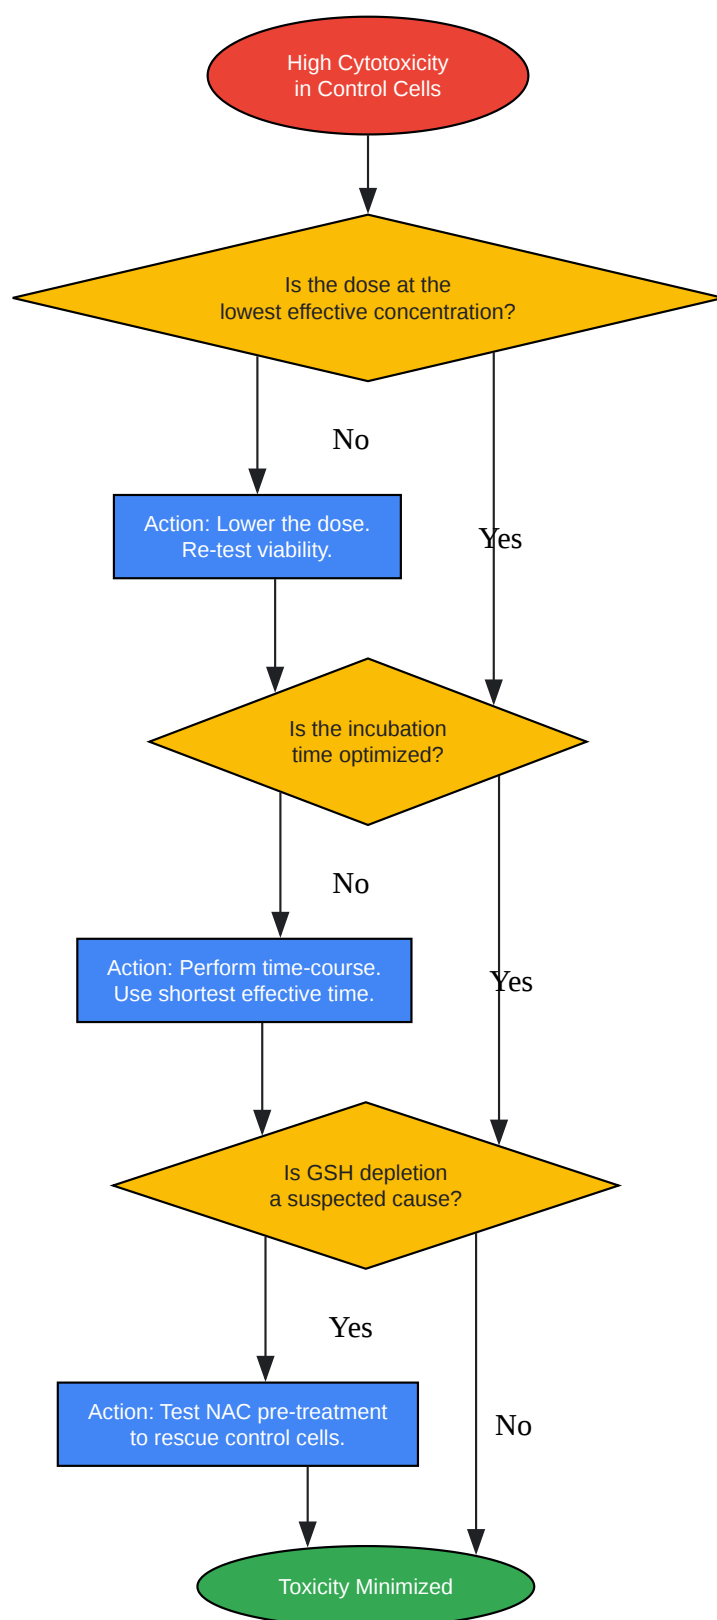 High Cytotoxicity
in Control Cells
Is the dose at the
lowest effective concentration?
No
Action: Lower the dose.
Re-test viability.
Yes
Is the incubation
time optimized?
No
Action: Perform time-course.
Use shortest effective time.
Yes
Is GSH depletion
a suspected cause?
Yes
Action: Test NAC pre-treatment
to rescue control cells.
No
Toxicity Minimized